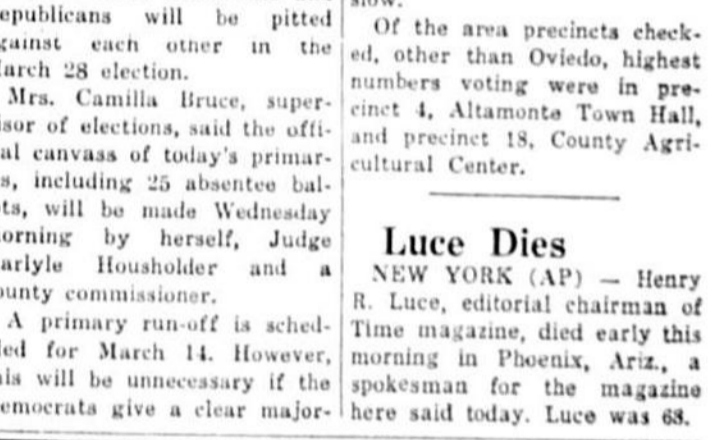 epublicans will be pitted
gainst each other in the
arch 28 election.
Mrs. Camilla Bruce, super-
isor of elections, said the offi-
al canvass of today's primar-
s, including 25 absentee bal-
ts, will be made Wednesday
orning by herself, Judge
arlyle Housholder and a
ounty commissioner.
A primary run-off is sched-
led for March 14. However,
his will be unnecessary if the
emocrats give a clear major-
slow.
Of the area precincts check-
ed, other than Oviedo, highest
numbers voting were in pre-
cinct 4, Altamonte Town Hall,
and precinct 18, County Agri-
cultural Center.
Luce Dies
NEW YORK (AP) — Henry
R. Luce, editorial chairman of
Time magazine, died early this
morning in Phoenix, Ariz., a
spokesman for the magazine
here said today. Luce was 68.